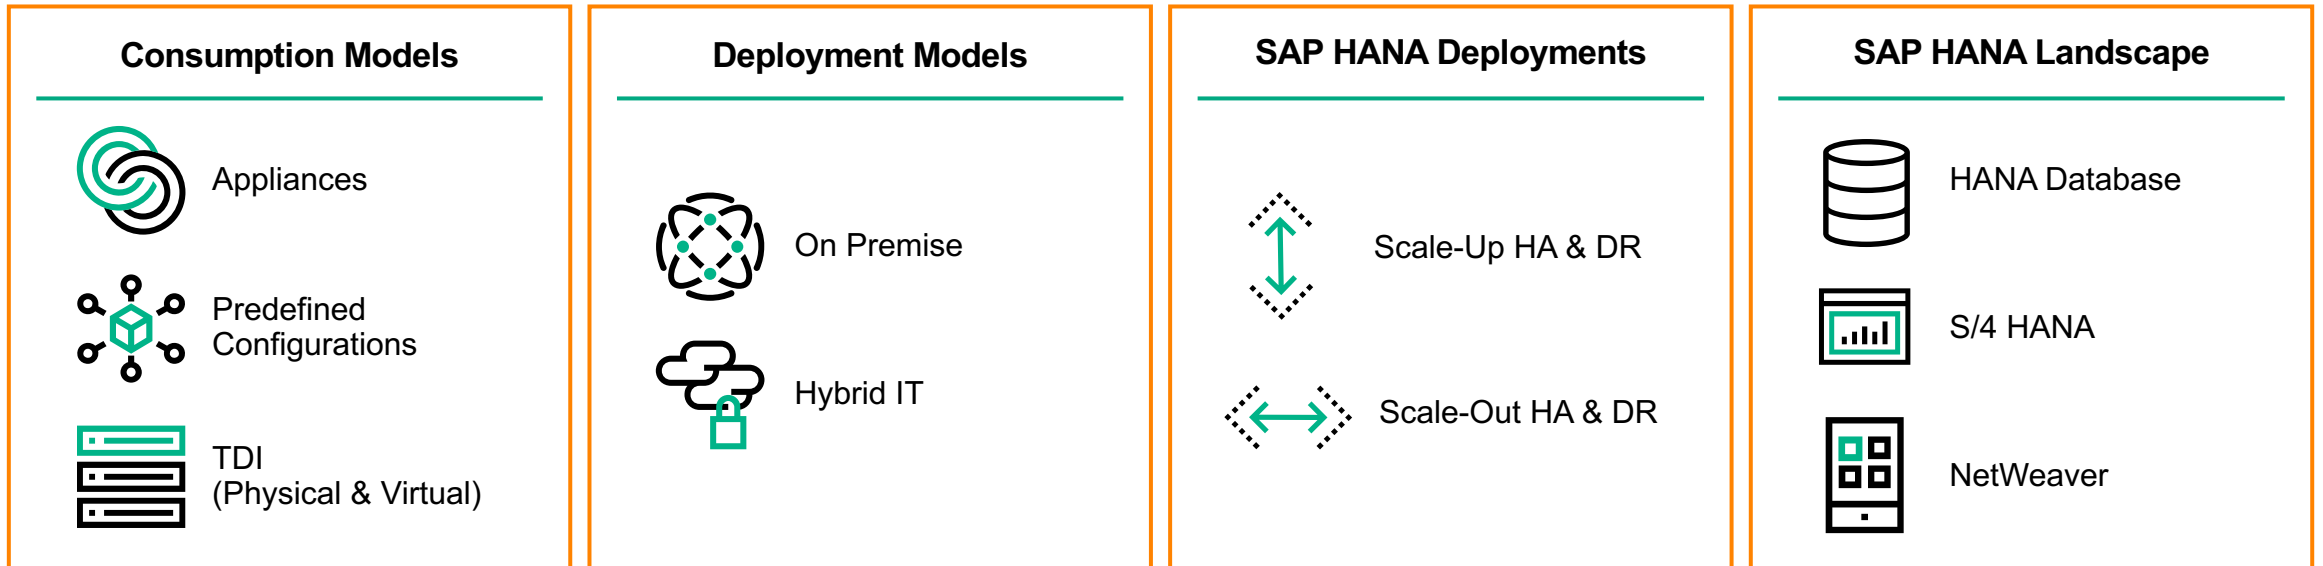 Consumption Models
Appliances
Predefined
Configurations
TDI
(Physical & Virtual)
Deployment Models
On Premise
Hybrid IT
SAP HANA Deployments
Scale-Up HA & DR
Scale-Out HA & DR
SAP HANA Landscape
HANA Database
S/4 HANA
NetWeaver